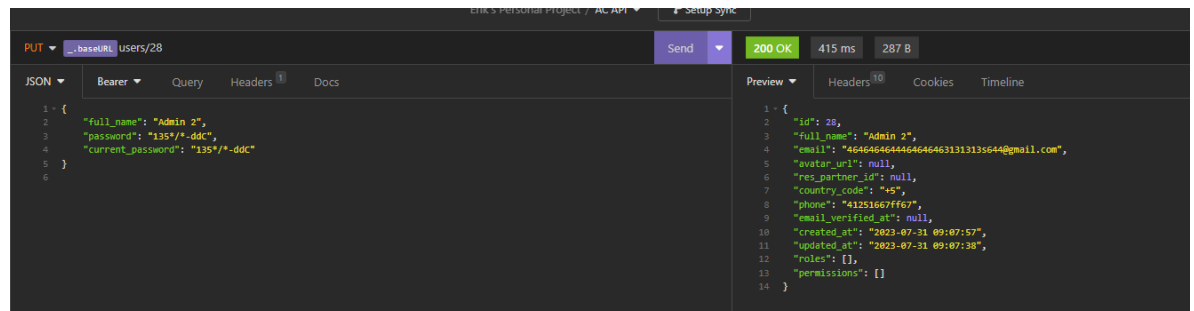 Erik's Personal Project / AC API Setup Sync
PUT _.baseURL users/28 Send 200 OK 415 ms 287 B
JSON Bearer Query Headers 1 Docs Preview Headers 10 Cookies Timeline
1 {
2 "full_name": "Admin 2",
3 "password": "135*/*-ddC",
4 "current_password": "135*/*-ddC"
5 }
6
1 {
2 "id": 28,
3 "full_name": "Admin 2",
4 "email": "4646464644464646463131313s644@gmail.com",
5 "avatar_url": null,
6 "res_partner_id": null,
7 "country_code": "+5",
8 "phone": "41251667ff67",
9 "email_verified_at": null,
10 "created_at": "2023-07-31 09:07:57",
11 "updated_at": "2023-07-31 09:07:38",
12 "roles": [],
13 "permissions": []
14 }